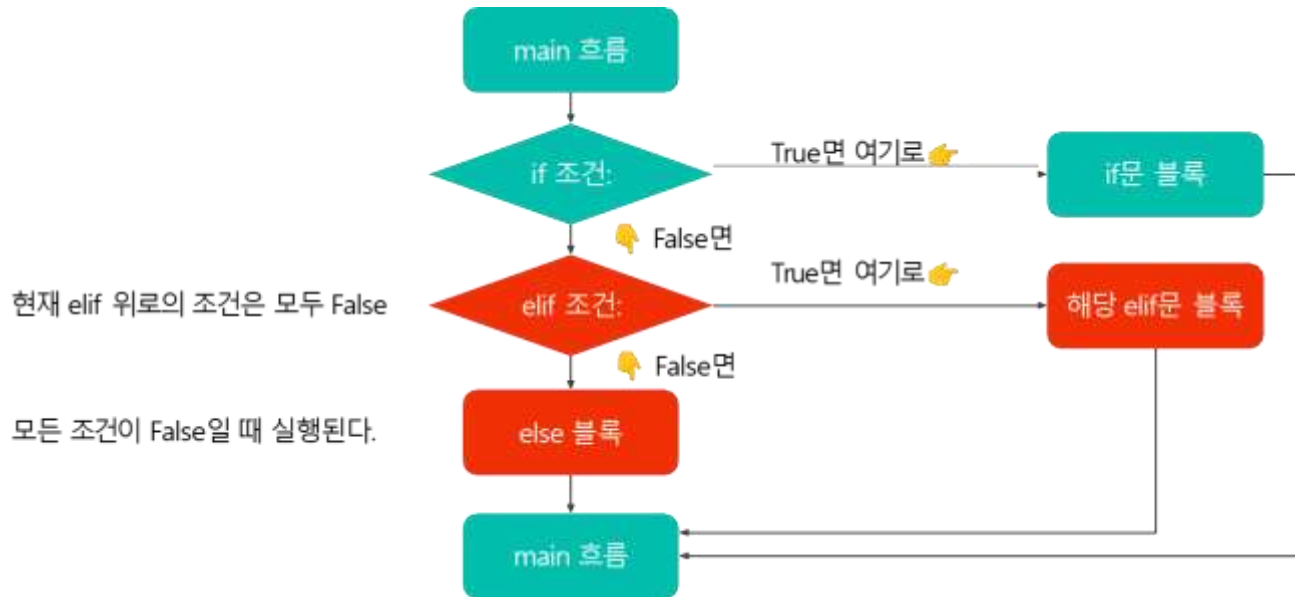 main 흐름
if 조건:
True면 여기로👉
if문 블록
👇 False면
현재 elif 위로의 조건은 모두 False
elif 조건:
True면 여기로👉
해당 elif문 블록
👇 False면
모든 조건이 False일 때 실행된다.
else 블록
main 흐름